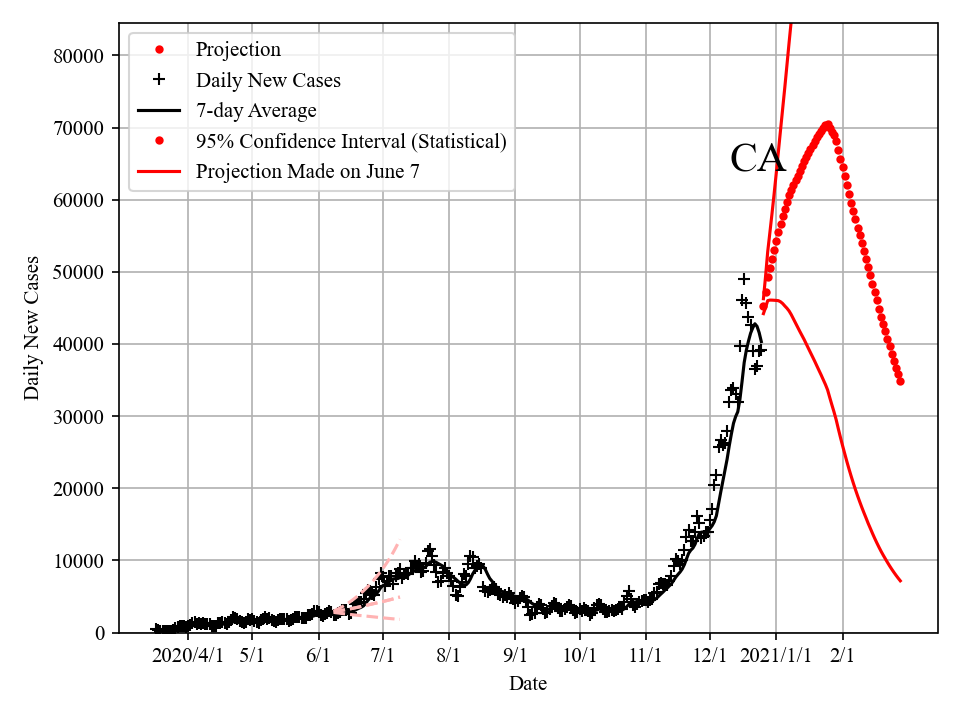 80000
70000
60000
50000
40000
30000
20000
10000
0
Daily New Cases
Projection
Daily New Cases
7-day Average
95% Confidence Interval (Statistical)
Projection Made on June 7
CA
2020/4/1 5/1 6/1 7/1 8/1 9/1 10/1 11/1 12/1 2021/1/1 2/1
Date